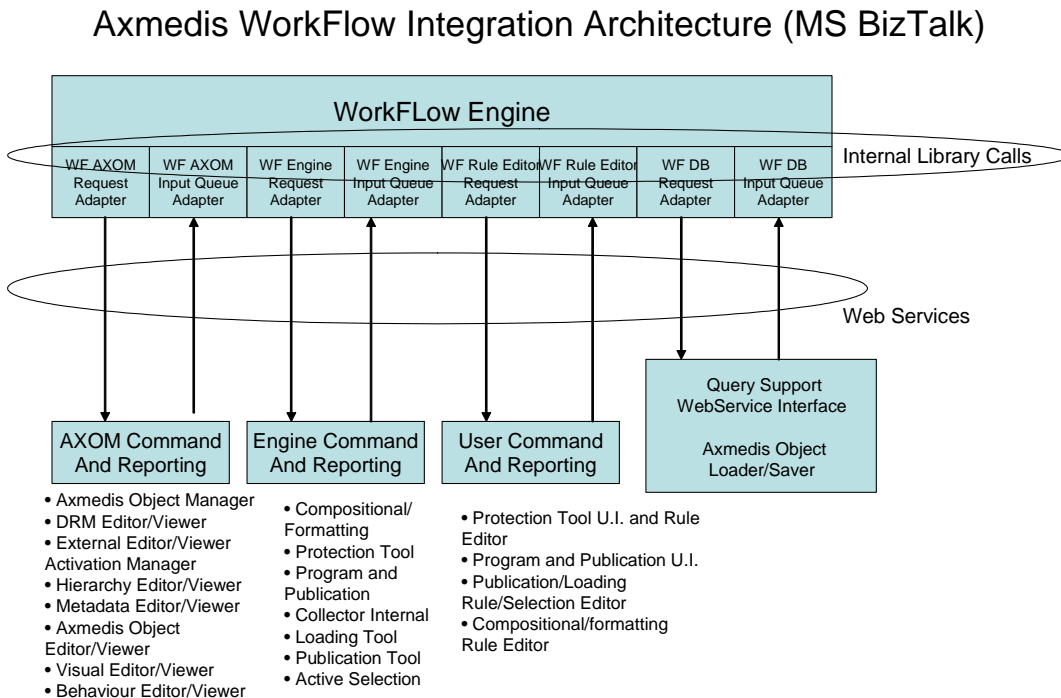 Axmedis WorkFlow Integration Architecture (MS BizTalk)
WorkFLow Engine
WF AXOM
Request
Adapter
WF AXOM
Input Queue
Adapter
WF Engine
Request
Adapter
WF Engine
Input Queue
Adapter
WF Rule Editor
Request
Adapter
WF Rule Editor
Input Queue
Adapter
WF DB
Request
Adapter
WF DB
Input Queue
Adapter
Internal Library Calls
Web Services
AXOM Command
And Reporting
Engine Command
And Reporting
User Command
And Reporting
Query Support
WebService Interface
Axmedis Object
Loader/Saver
• Axmedis Object Manager
• DRM Editor/Viewer
• External Editor/Viewer
Activation Manager
• Hierarchy Editor/Viewer
• Metadata Editor/Viewer
• Axmedis Object
Editor/Viewer
• Visual Editor/Viewer
• Behaviour Editor/Viewer
• Compositional/
Formatting
• Protection Tool
• Program and
Publication
• Collector Internal
• Loading Tool
• Publication Tool
• Active Selection
• Protection Tool U.I. and Rule
Editor
• Program and Publication U.I.
• Publication/Loading
Rule/Selection Editor
• Compositional/formatting
Rule Editor